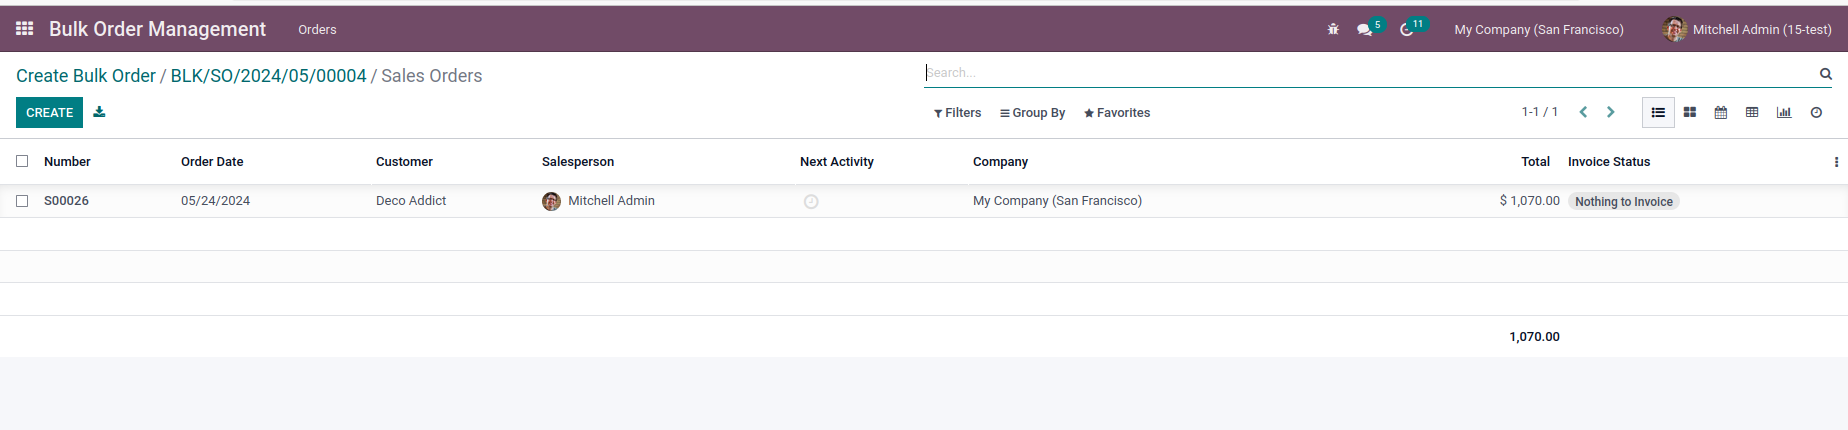 Bulk Order Management Orders 5 11 My Company (San Francisco) Mitchell Admin (15-test)
Create Bulk Order / BLK/SO/2024/05/00004 / Sales Orders Search...
CREATE Filters Group By Favorites 1-1 / 1
Number Order Date Customer Salesperson Next Activity Company Total Invoice Status
S00026 05/24/2024 Deco Addict Mitchell Admin My Company (San Francisco) $ 1,070.00 Nothing to Invoice
1,070.00